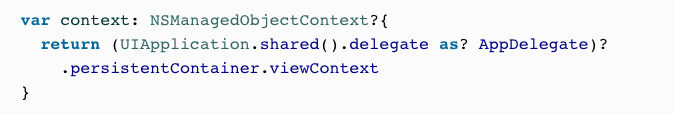 var context: NSManagedObjectContext?{
  return (UIApplication.shared().delegate as? AppDelegate)?
    .persistentContainer.viewContext
}